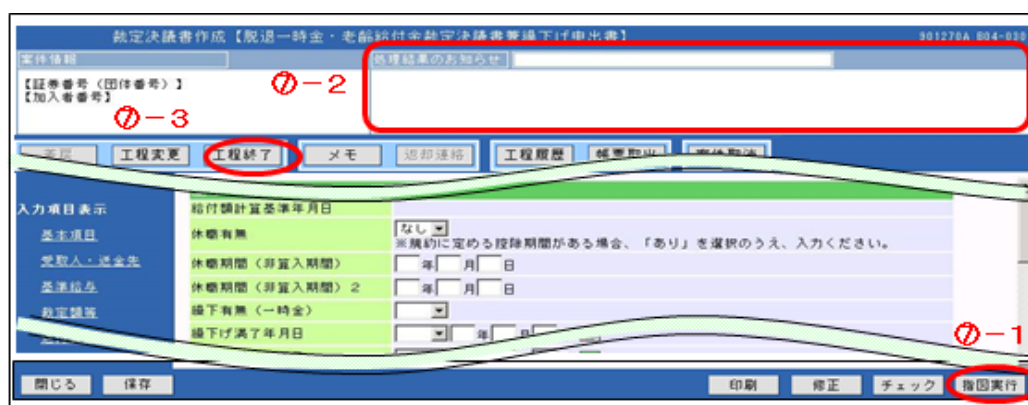 裁定決議書作成【脱退一時金・老齢給付金裁定決議書兼繰下げ申出書】
901270A B04-030
案件情報
処理結果のお知らせ
【証券番号（団体番号）】
【加入者番号】
⑦－2
⑦－3
工程変更 工程終了 メモ 返却連絡 工程履歴 帳票取出 案件取消
入力項目表示
給付額計算基準年月日
基本項目
休職有無
なし
※規約に定める控除期間がある場合、「あり」を選択のうえ、入力ください。
受取人・送金先
休職期間（非算入期間）
年 月 日
基準給与
休職期間（非算入期間）2
年 月 日
裁定額等
繰下有無（一時金）
繰下げ満了年月日
年 月
⑦－1
閉じる 保存 印刷 修正 チェック 指図実行